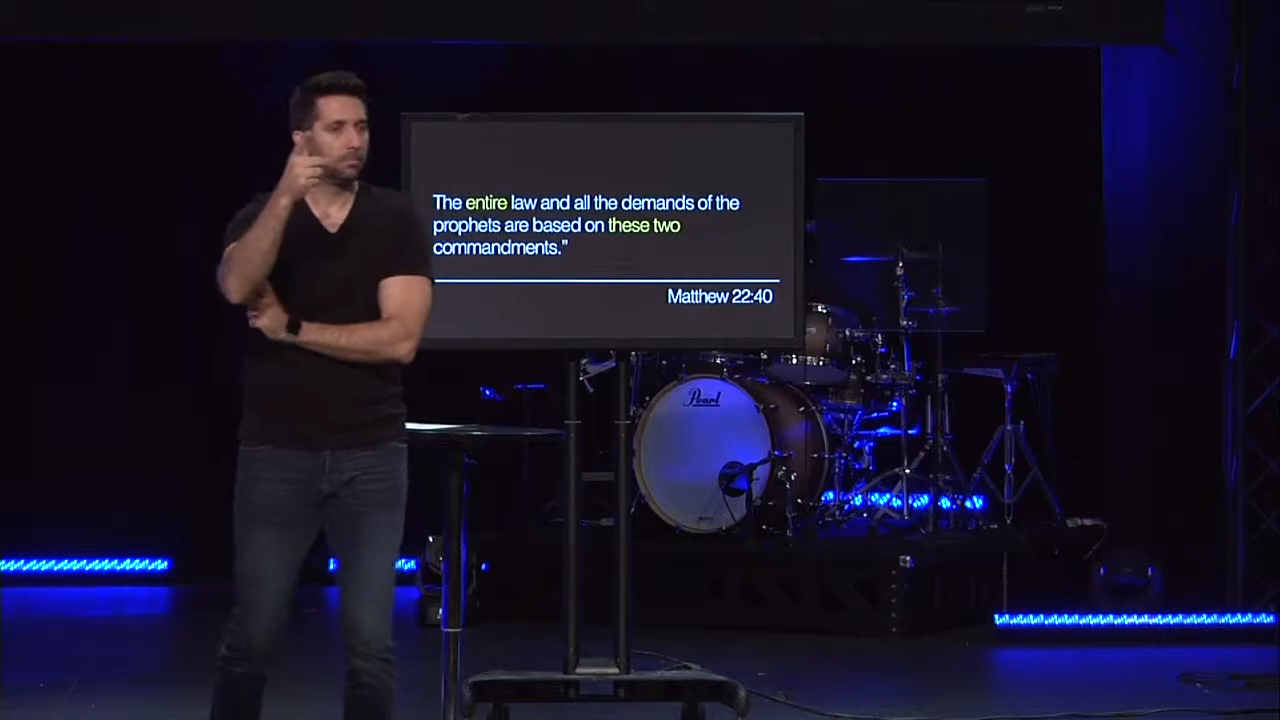 The entire law and all the demands of the
prophets are based on these two
commandments.”
Matthew 22:40
Pearl